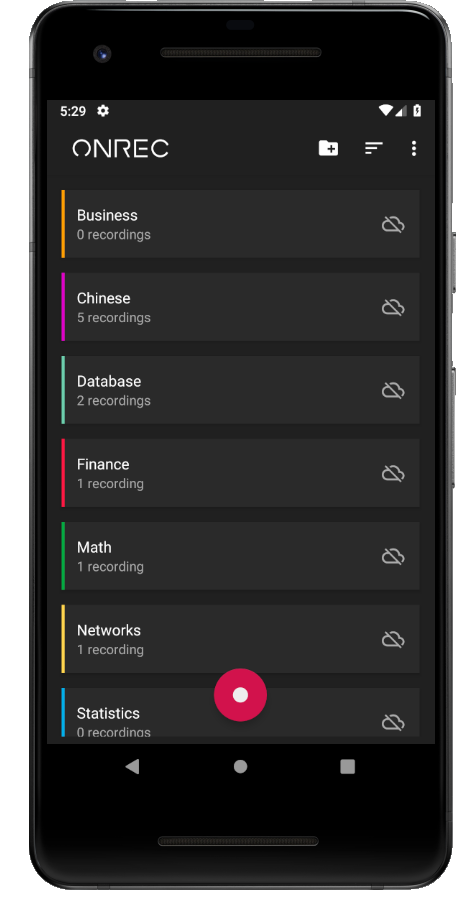 5:29
ONREC
Business
0 recordings
Chinese
5 recordings
Database
2 recordings
Finance
1 recording
Math
1 recording
Networks
1 recording
Statistics
0 recordings